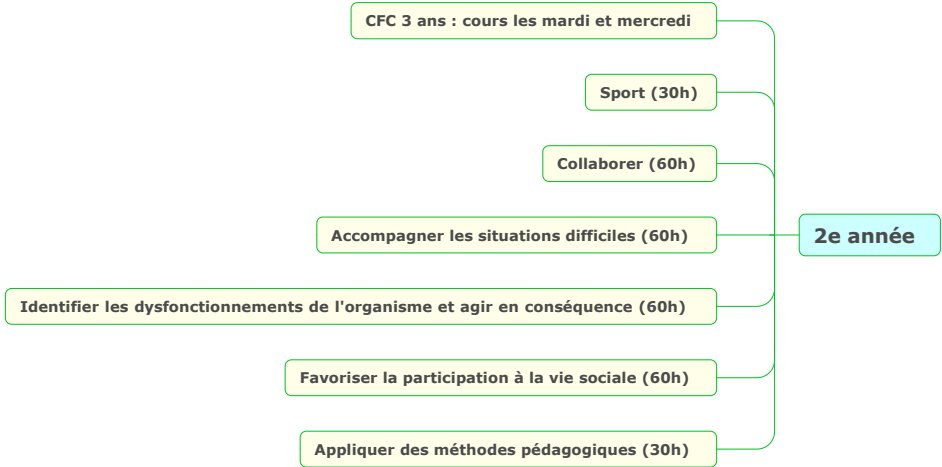 CFC 3 ans : cours les mardi et mercredi
Sport (30h)
Collaborer (60h)
Accompagner les situations difficiles (60h)
2e année
Identifier les dysfonctionnements de l'organisme et agir en conséquence (60h)
Favoriser la participation à la vie sociale (60h)
Appliquer des méthodes pédagogiques (30h)